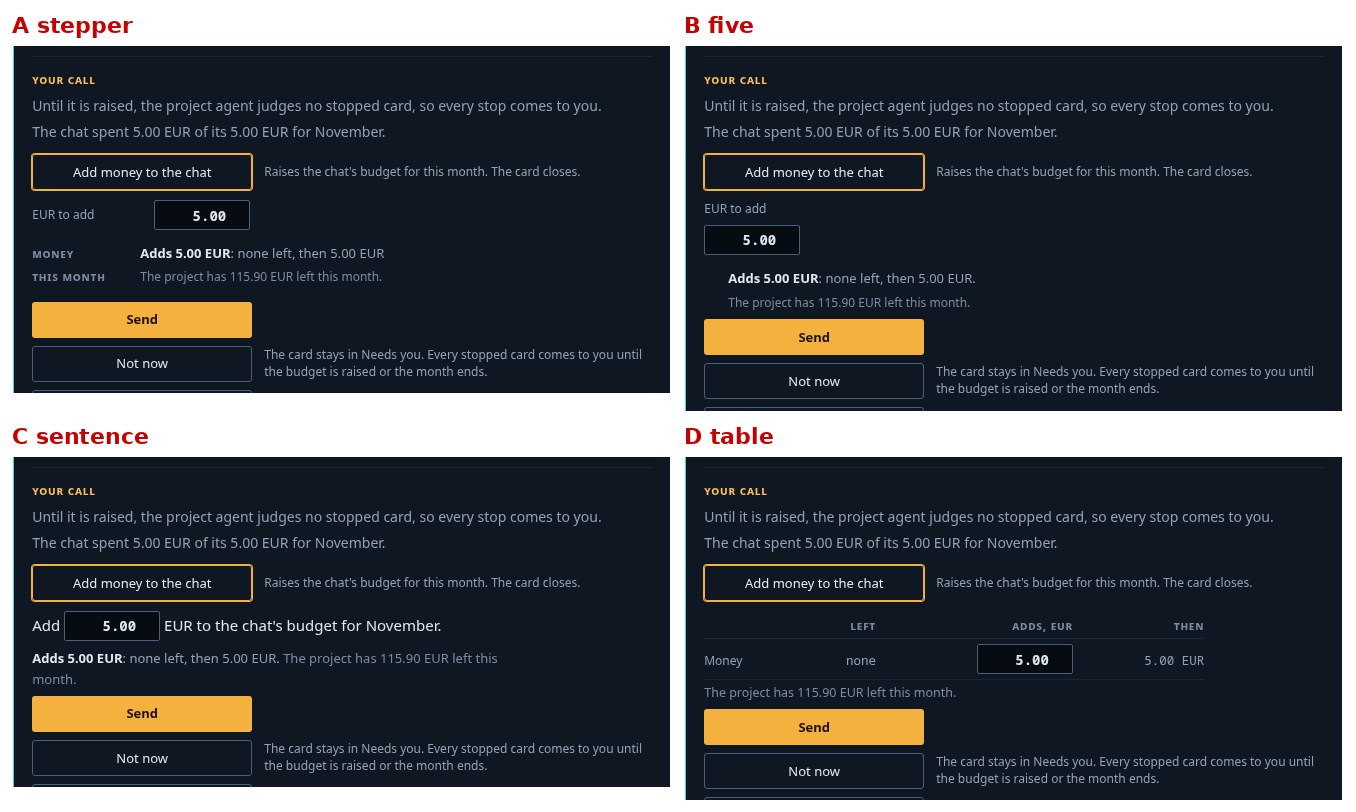 A stepper
YOUR CALL
Until it is raised, the project agent judges no stopped card, so every stop comes to you.
The chat spent 5.00 EUR of its 5.00 EUR for November.
Add money to the chat
Raises the chat's budget for this month. The card closes.
EUR to add
5.00
MONEY
Adds 5.00 EUR: none left, then 5.00 EUR
THIS MONTH
The project has 115.90 EUR left this month.
Send
Not now
The card stays in Needs you. Every stopped card comes to you until
the budget is raised or the month ends.
B five
YOUR CALL
Until it is raised, the project agent judges no stopped card, so every stop comes to you.
The chat spent 5.00 EUR of its 5.00 EUR for November.
Add money to the chat
Raises the chat's budget for this month. The card closes.
EUR to add
5.00
Adds 5.00 EUR: none left, then 5.00 EUR.
The project has 115.90 EUR left this month.
Send
Not now
The card stays in Needs you. Every stopped card comes to you until
the budget is raised or the month ends.
C sentence
YOUR CALL
Until it is raised, the project agent judges no stopped card, so every stop comes to you.
The chat spent 5.00 EUR of its 5.00 EUR for November.
Add money to the chat
Raises the chat's budget for this month. The card closes.
Add 5.00 EUR to the chat's budget for November.
Adds 5.00 EUR: none left, then 5.00 EUR. The project has 115.90 EUR left this
month.
Send
Not now
The card stays in Needs you. Every stopped card comes to you until
the budget is raised or the month ends.
D table
YOUR CALL
Until it is raised, the project agent judges no stopped card, so every stop comes to you.
The chat spent 5.00 EUR of its 5.00 EUR for November.
Add money to the chat
Raises the chat's budget for this month. The card closes.
LEFT ADDS, EUR THEN
Money none 5.00 5.00 EUR
The project has 115.90 EUR left this month.
Send
Not now
The card stays in Needs you. Every stopped card comes to you until
the budget is raised or the month ends.